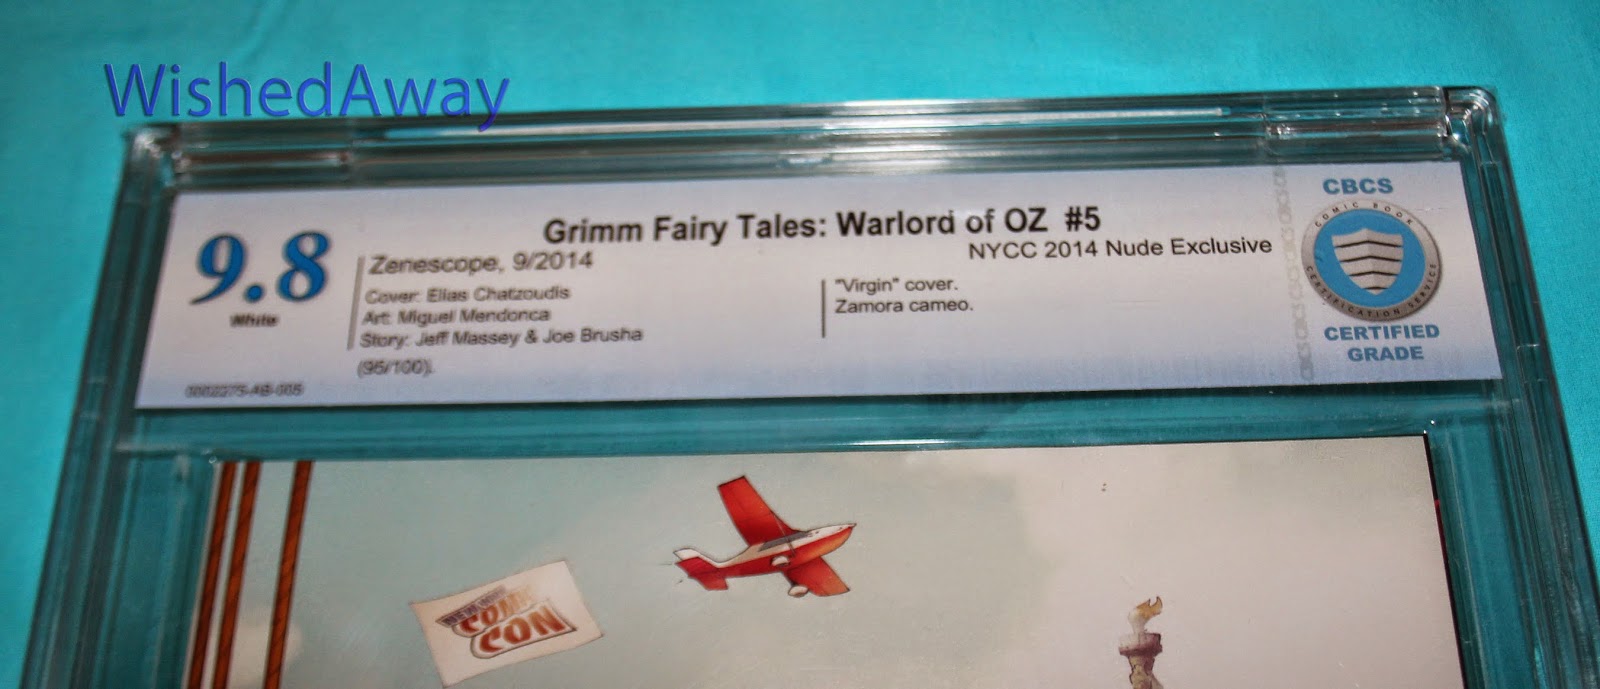 WishedAway
9.8
White
Grimm Fairy Tales: Warlord of OZ #5
NYCC 2014 Nude Exclusive
Zenescope, 9/2014
Cover: Elias Chatzoudis
Art: Miguel Mendonca
Story: Jeff Massey & Joe Brusha
(96/100).
"Virgin" cover.
Zamora cameo.
CBCS
COMIC BOOK
CERTIFICATION SERVICE
CERTIFIED
GRADE
COMIC
CON